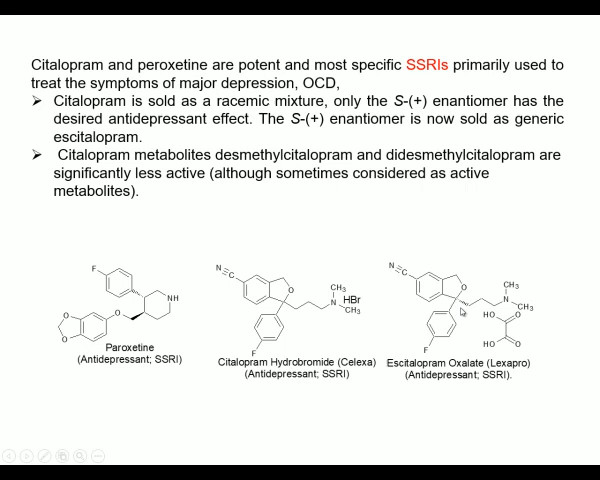 Citalopram and peroxetine are potent and most specific SSRIs primarily used to
treat the symptoms of major depression, OCD,
➢ Citalopram is sold as a racemic mixture, only the S-(+) enantiomer has the
desired antidepressant effect. The S-(+) enantiomer is now sold as generic
escitalopram.
➢ Citalopram metabolites desmethylcitalopram and didesmethylcitalopram are
significantly less active (although sometimes considered as active
metabolites).
F
NH
O
O
O
Paroxetine
(Antidepressant; SSRI)
N
C
O
CH3
N
HBr
CH3
F
Citalopram Hydrobromide (Celexa)
(Antidepressant; SSRI)
N
C
O
CH3
N
CH3
HO
O
HO
O
F
Escitalopram Oxalate (Lexapro)
(Antidepressant; SSRI).